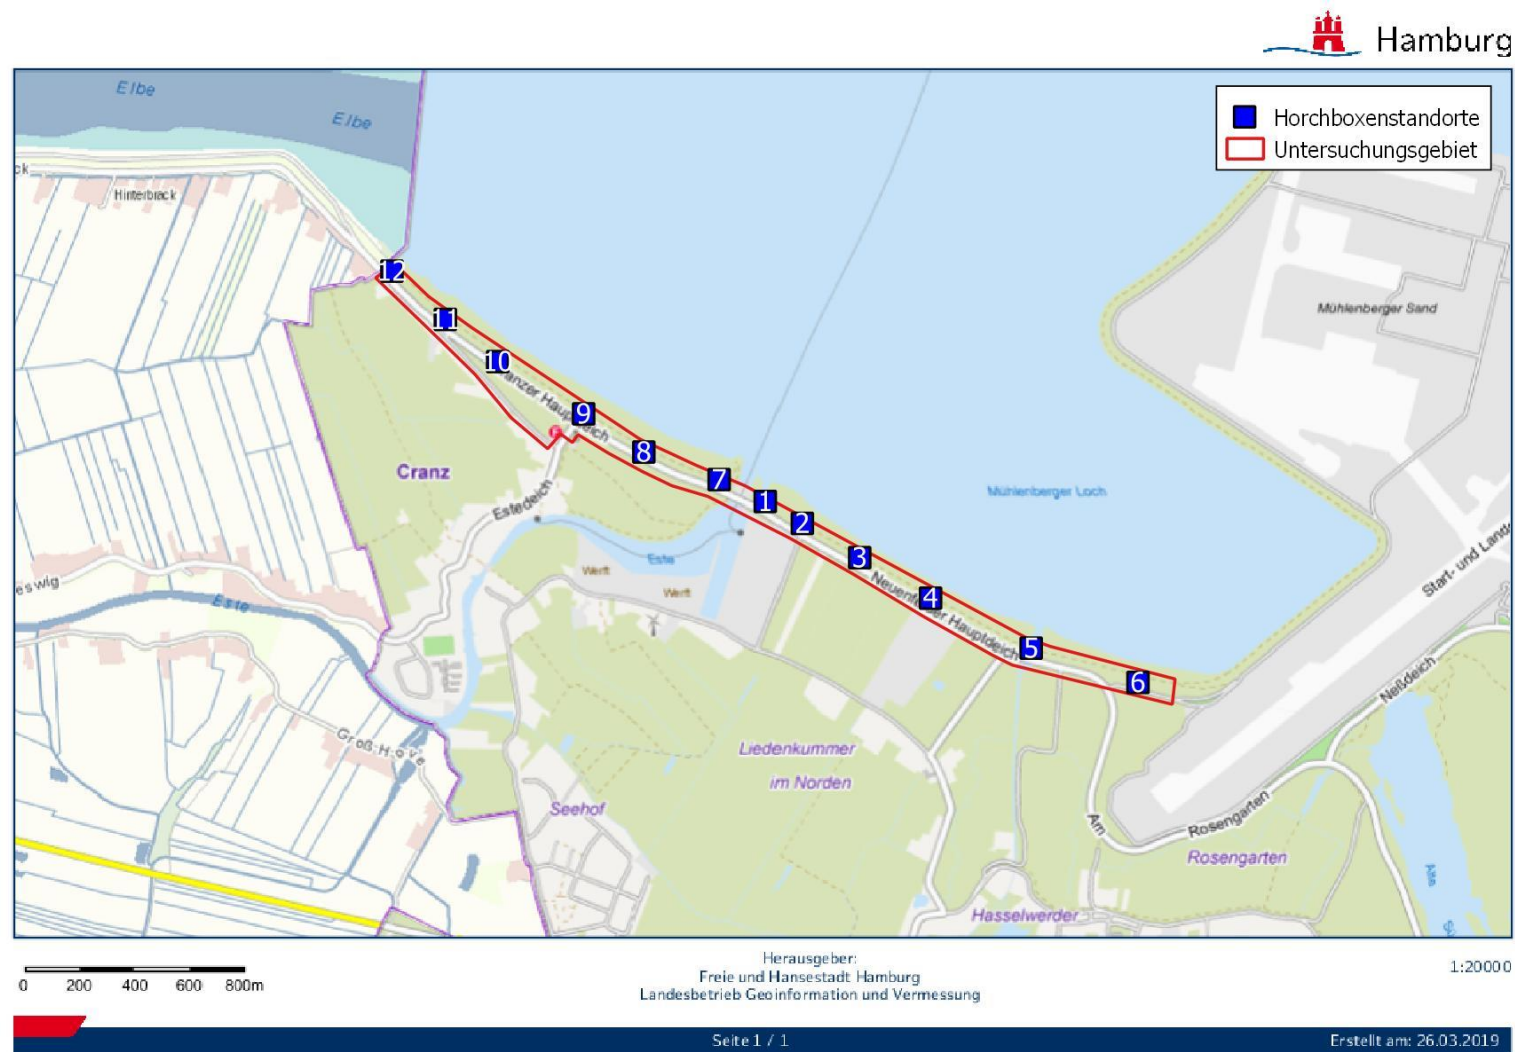 Hamburg
Elbe
Elbe
Horchboxenstandorte
Untersuchungsgebiet
Hinterbrack
12
11
10
9
8
7
1
2
3
4
5
6
Mühlenberger Sand
Cranz
Estedeich
Mühlenberger Loch
Este
Werft
Werft
Este
Neuenfelder Hauptdeich
Start- und Land
Neßdeich
Groß-Hove
Liedenkummer
im Norden
Seehof
Am
Rosengarten
Rosengarten
Hasselwerder
0 200 400 600 800m
Herausgeber:
Freie und Hansestadt Hamburg
Landesbetrieb Geoinformation und Vermessung
1:20000
Seite 1 / 1
Erstellt am: 26.03.2019